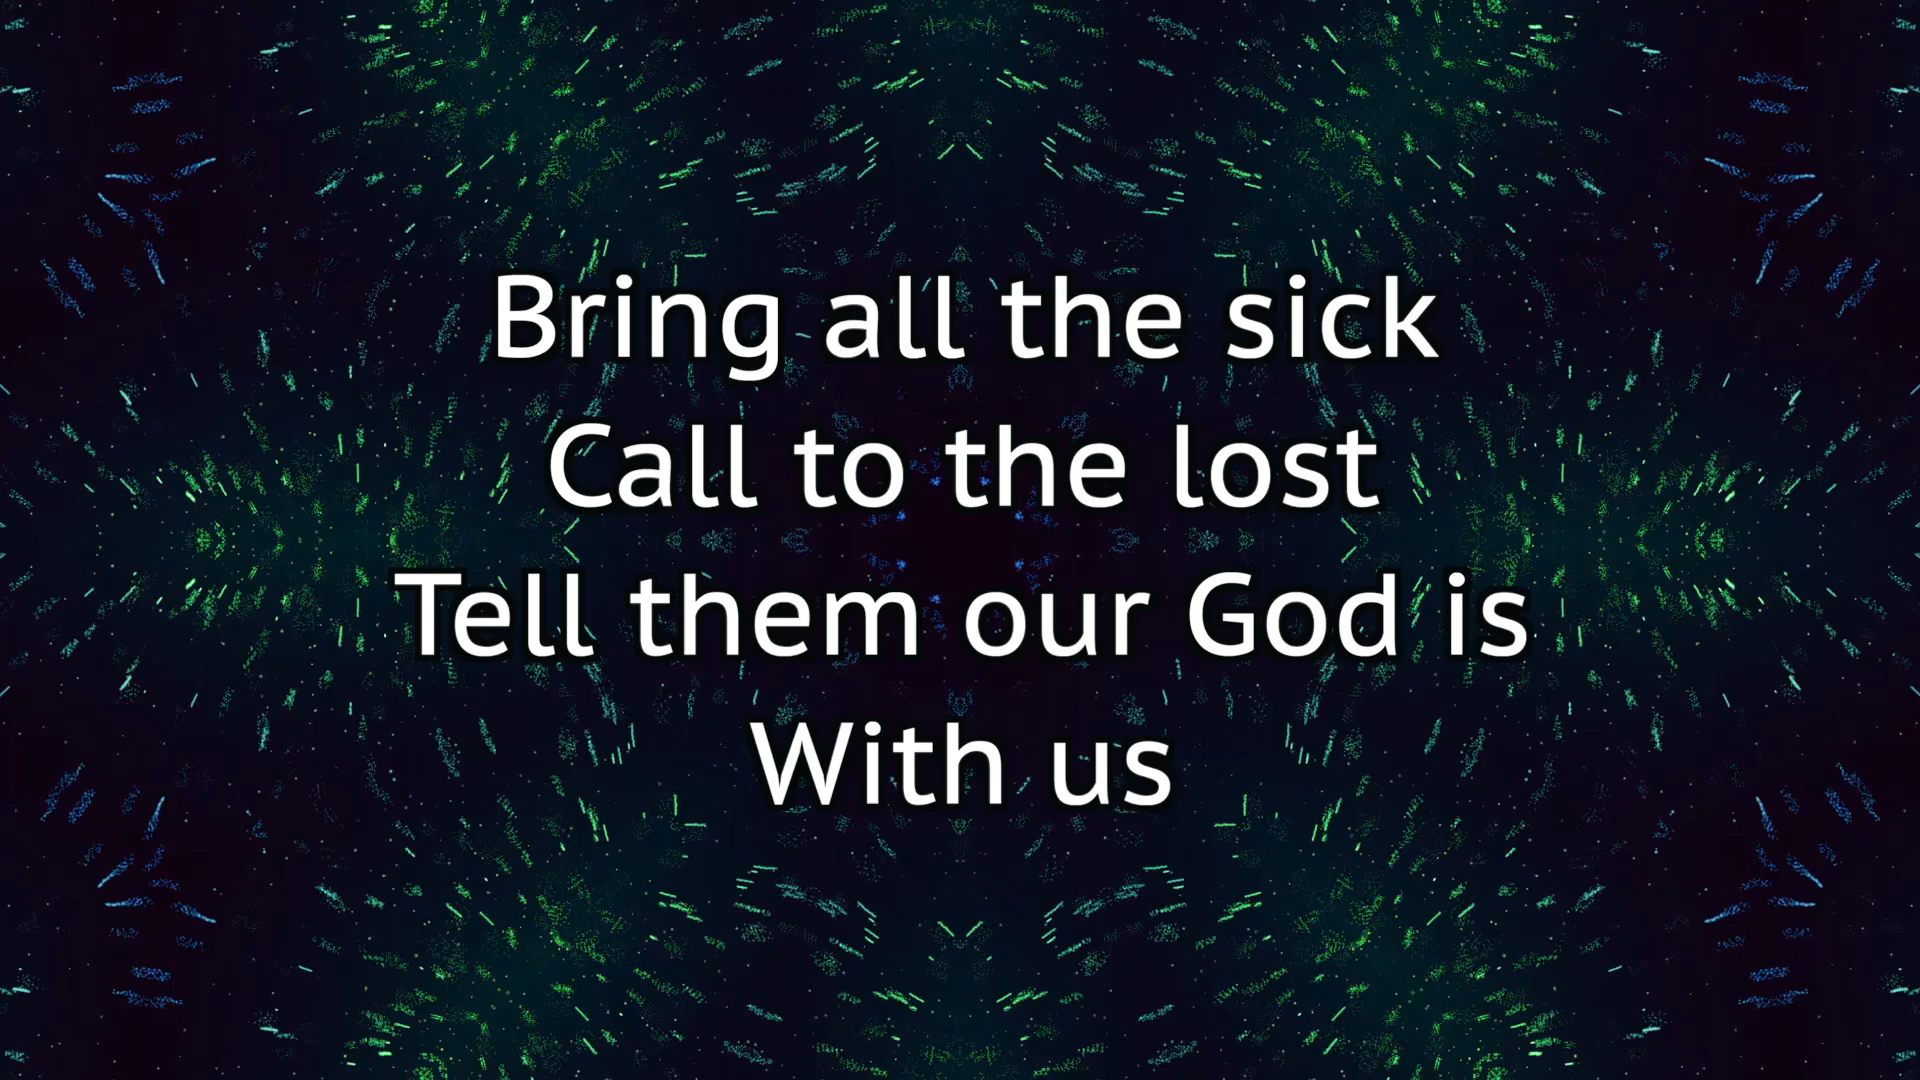 Bring all the sick
Call to the lost
Tell them our God is
With us